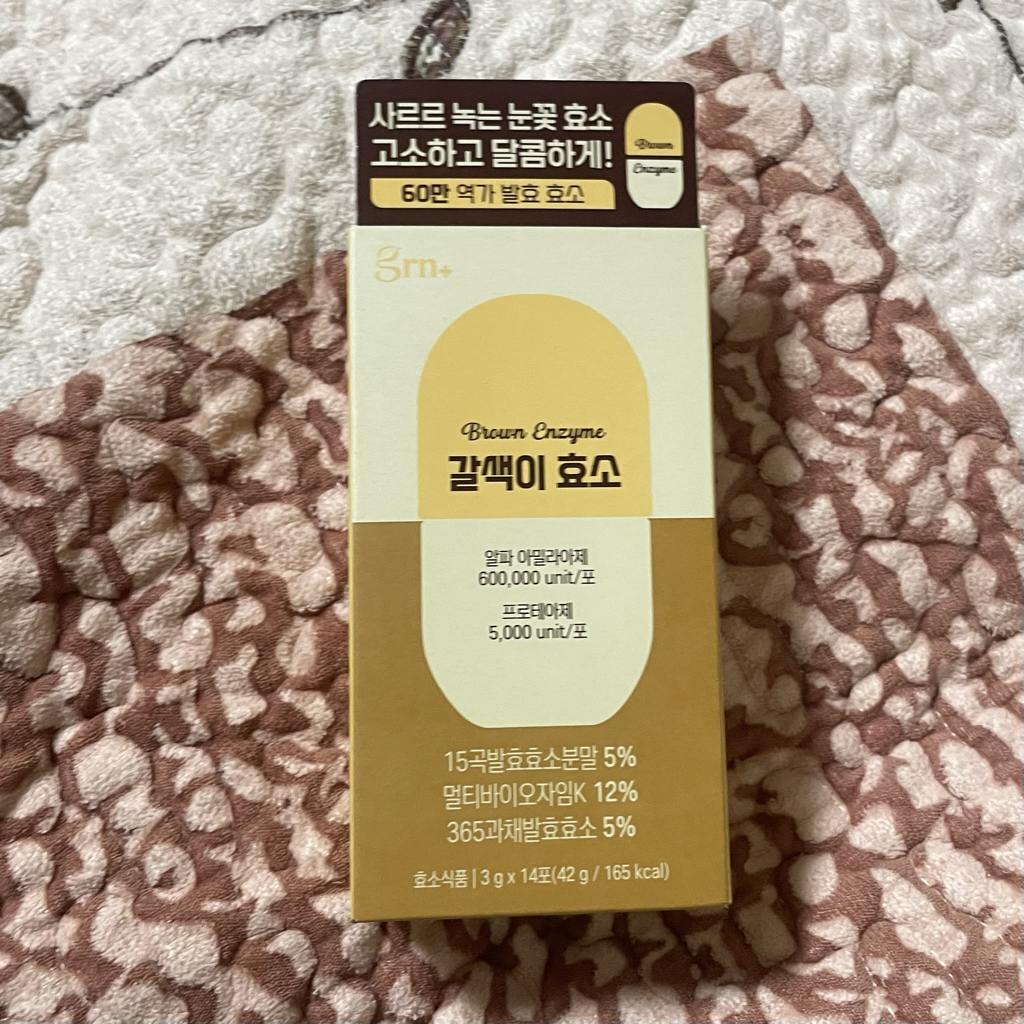 사르르 녹는 눈꽃 효소
고소하고 달콤하게!
60만 역가 발효 효소
Brown
Enzyme
grn+
Brown Enzyme
갈색이 효소
알파 아밀라아제
600,000 unit/포
프로테아제
5,000 unit/포
15곡발효효소분말 5%
멀티바이오자임K 12%
365과채발효효소 5%
효소식품 | 3 g x 14포(42 g / 165 kcal)